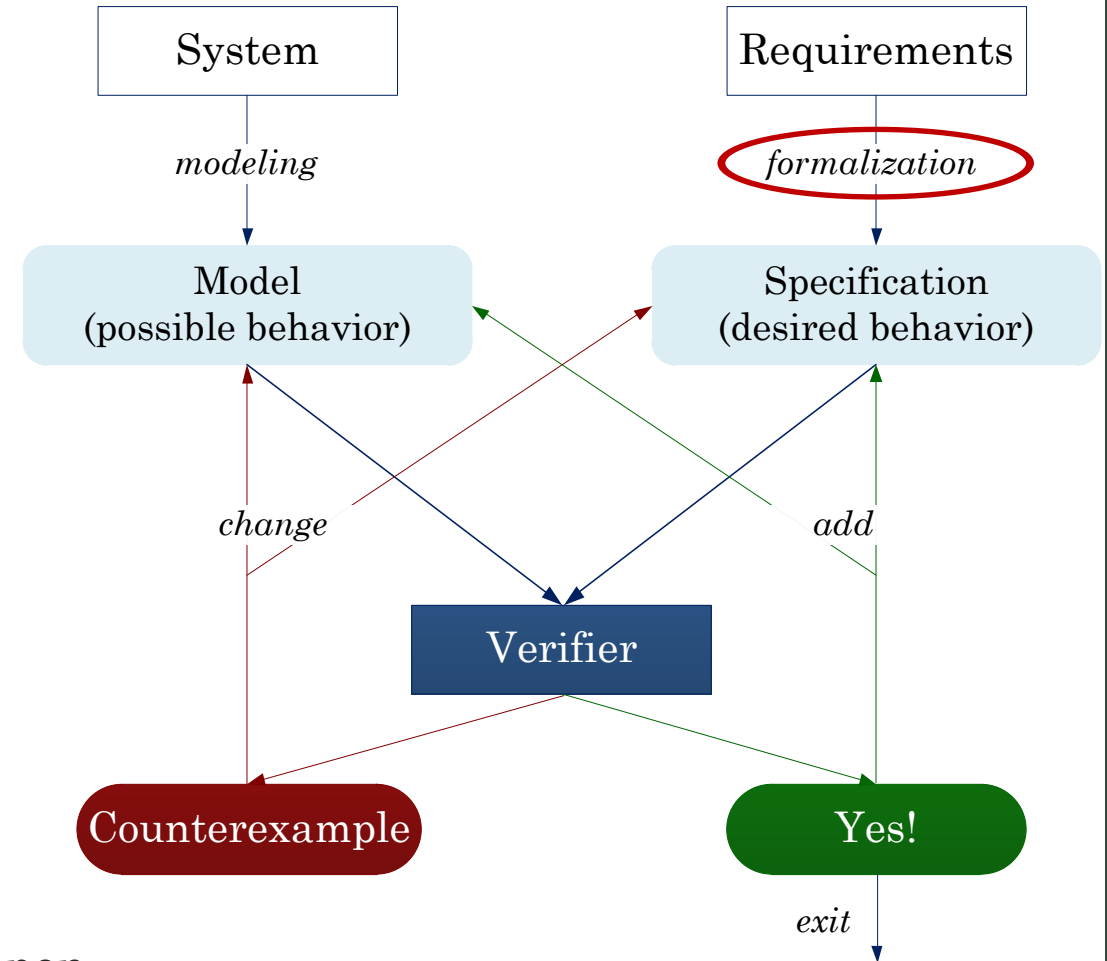 System
Requirements
modeling
formalization
Model
(possible behavior)
Specification
(desired behavior)
change
add
Verifier
Counterexample
Yes!
exit